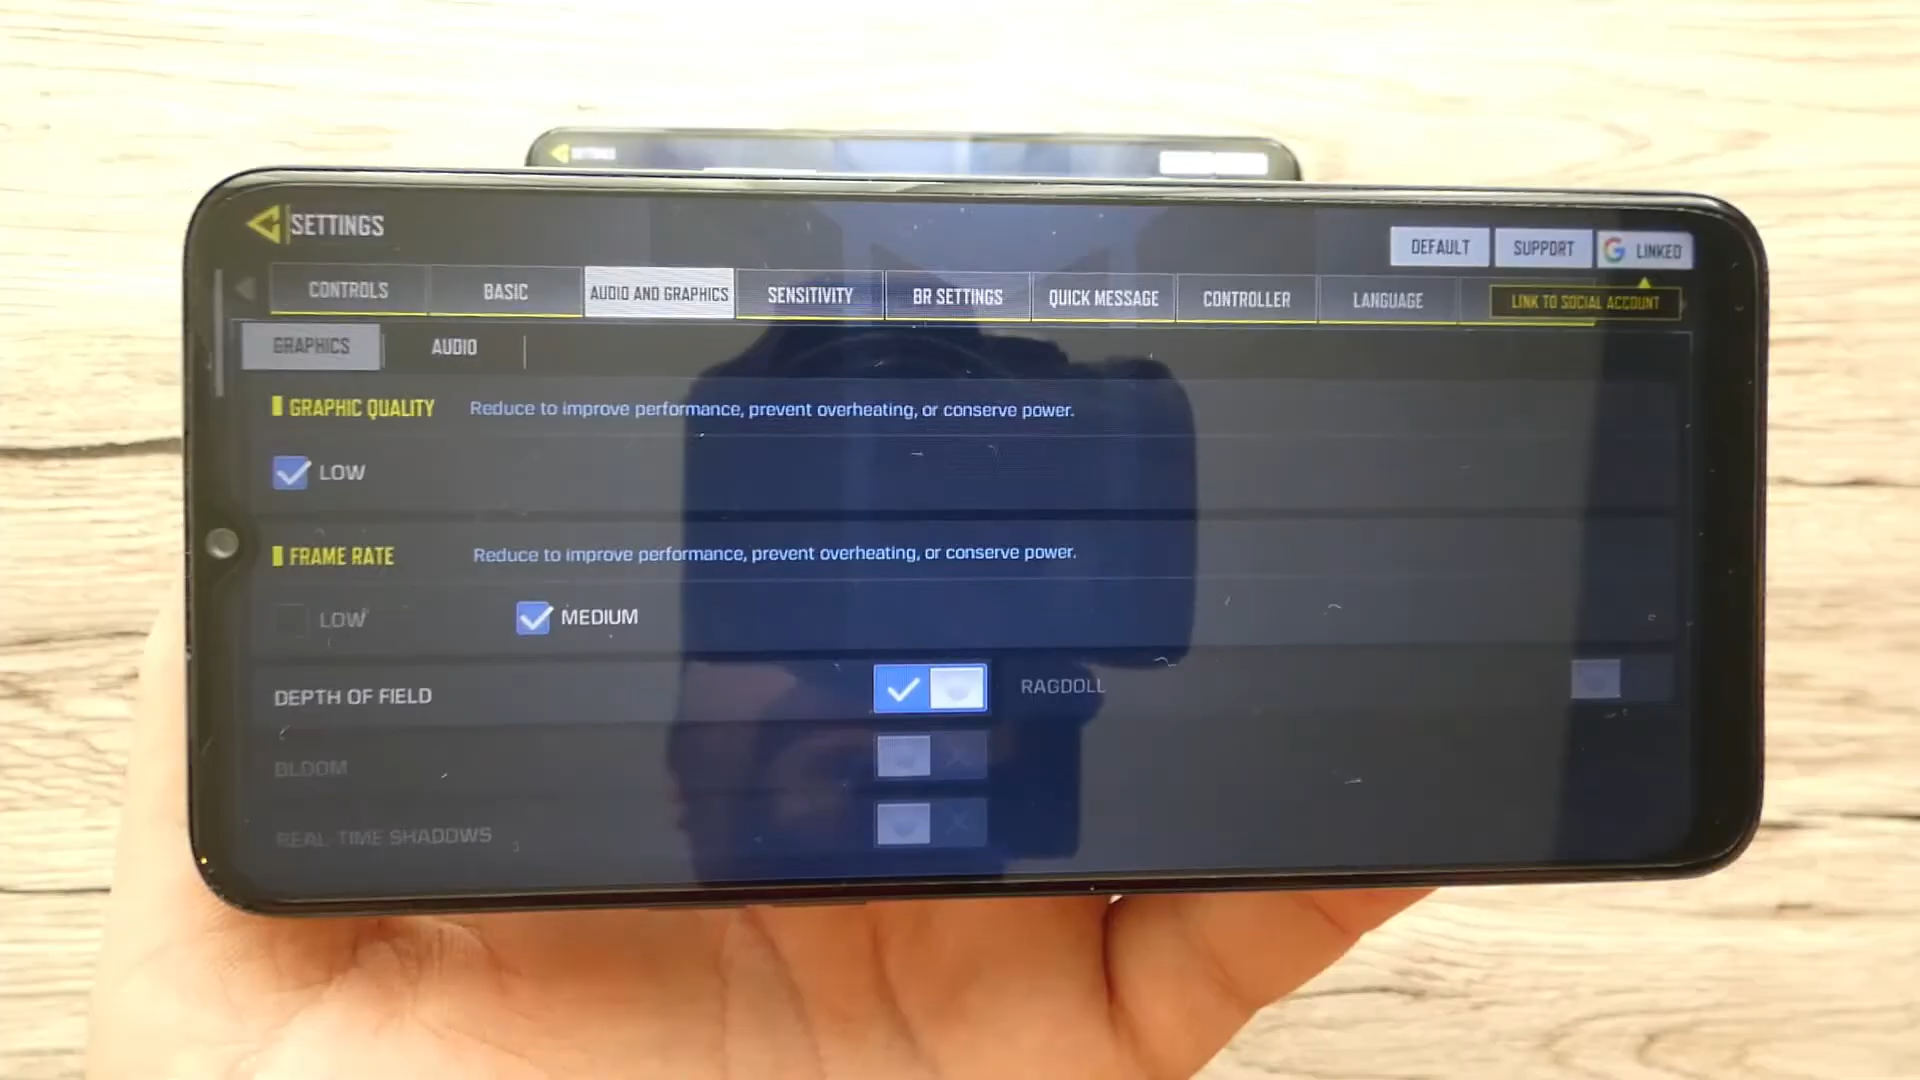 SETTINGS
SETTINGS
DEFAULT
SUPPORT
LINKED
CONTROLS
BASIC
AUDIO AND GRAPHICS
SENSITIVITY
BR SETTINGS
QUICK MESSAGE
CONTROLLER
LANGUAGE
LINK TO SOCIAL ACCOUNT
GRAPHICS
AUDIO
GRAPHIC QUALITY
Reduce to improve performance, prevent overheating, or conserve power.
LOW
FRAME RATE
Reduce to improve performance, prevent overheating, or conserve power.
LOW
MEDIUM
DEPTH OF FIELD
RAGDOLL
BLOOM
REAL-TIME SHADOWS